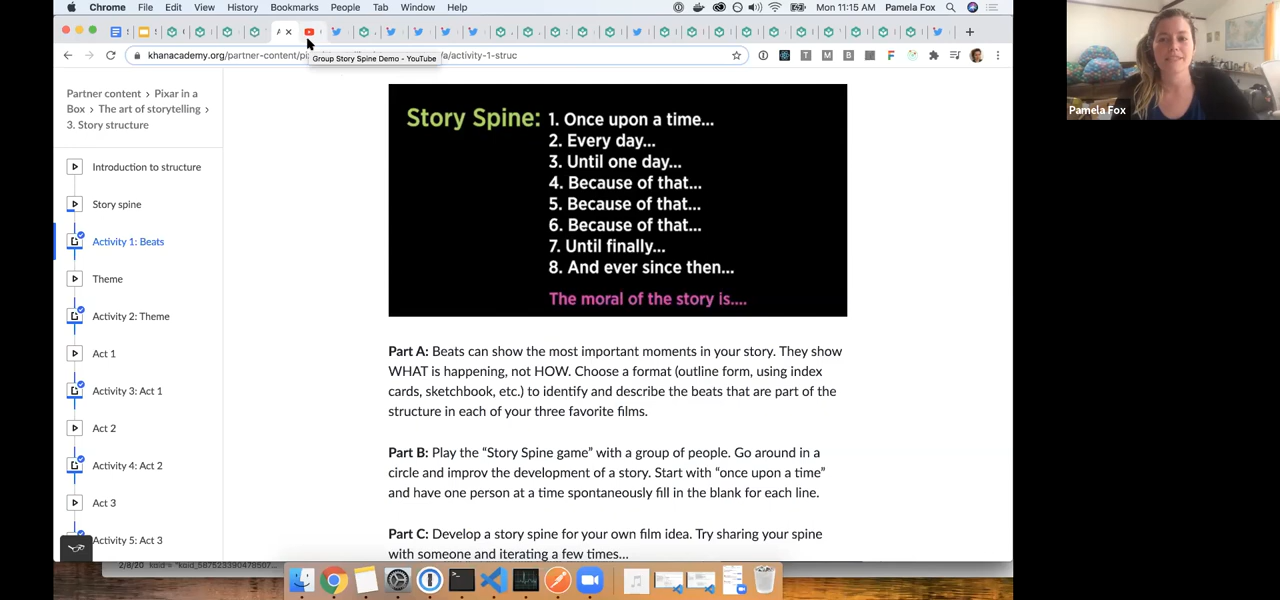 Chrome File Edit View History Bookmarks People Tab Window Help
Mon 11:15 AM Pamela Fox
khanacademy.org/partner-content/pi
a/activity-1-struc
Group Story Spine Demo - YouTube
Partner content > Pixar in a
Box > The art of storytelling >
3. Story structure
Introduction to structure
Story spine
Activity 1: Beats
Theme
Activity 2: Theme
Act 1
Activity 3: Act 1
Act 2
Activity 4: Act 2
Act 3
Activity 5: Act 3
Story Spine: 1. Once upon a time...
2. Every day...
3. Until one day...
4. Because of that...
5. Because of that...
6. Because of that...
7. Until finally...
8. And ever since then...
The moral of the story is....
Part A: Beats can show the most important moments in your story. They show
WHAT is happening, not HOW. Choose a format (outline form, using index
cards, sketchbook, etc.) to identify and describe the beats that are part of the
structure in each of your three favorite films.
Part B: Play the “Story Spine game” with a group of people. Go around in a
circle and improv the development of a story. Start with “once upon a time”
and have one person at a time spontaneously fill in the blank for each line.
Part C: Develop a story spine for your own film idea. Try sharing your spine
with someone and iterating a few times...
2/8/20
Pamela Fox